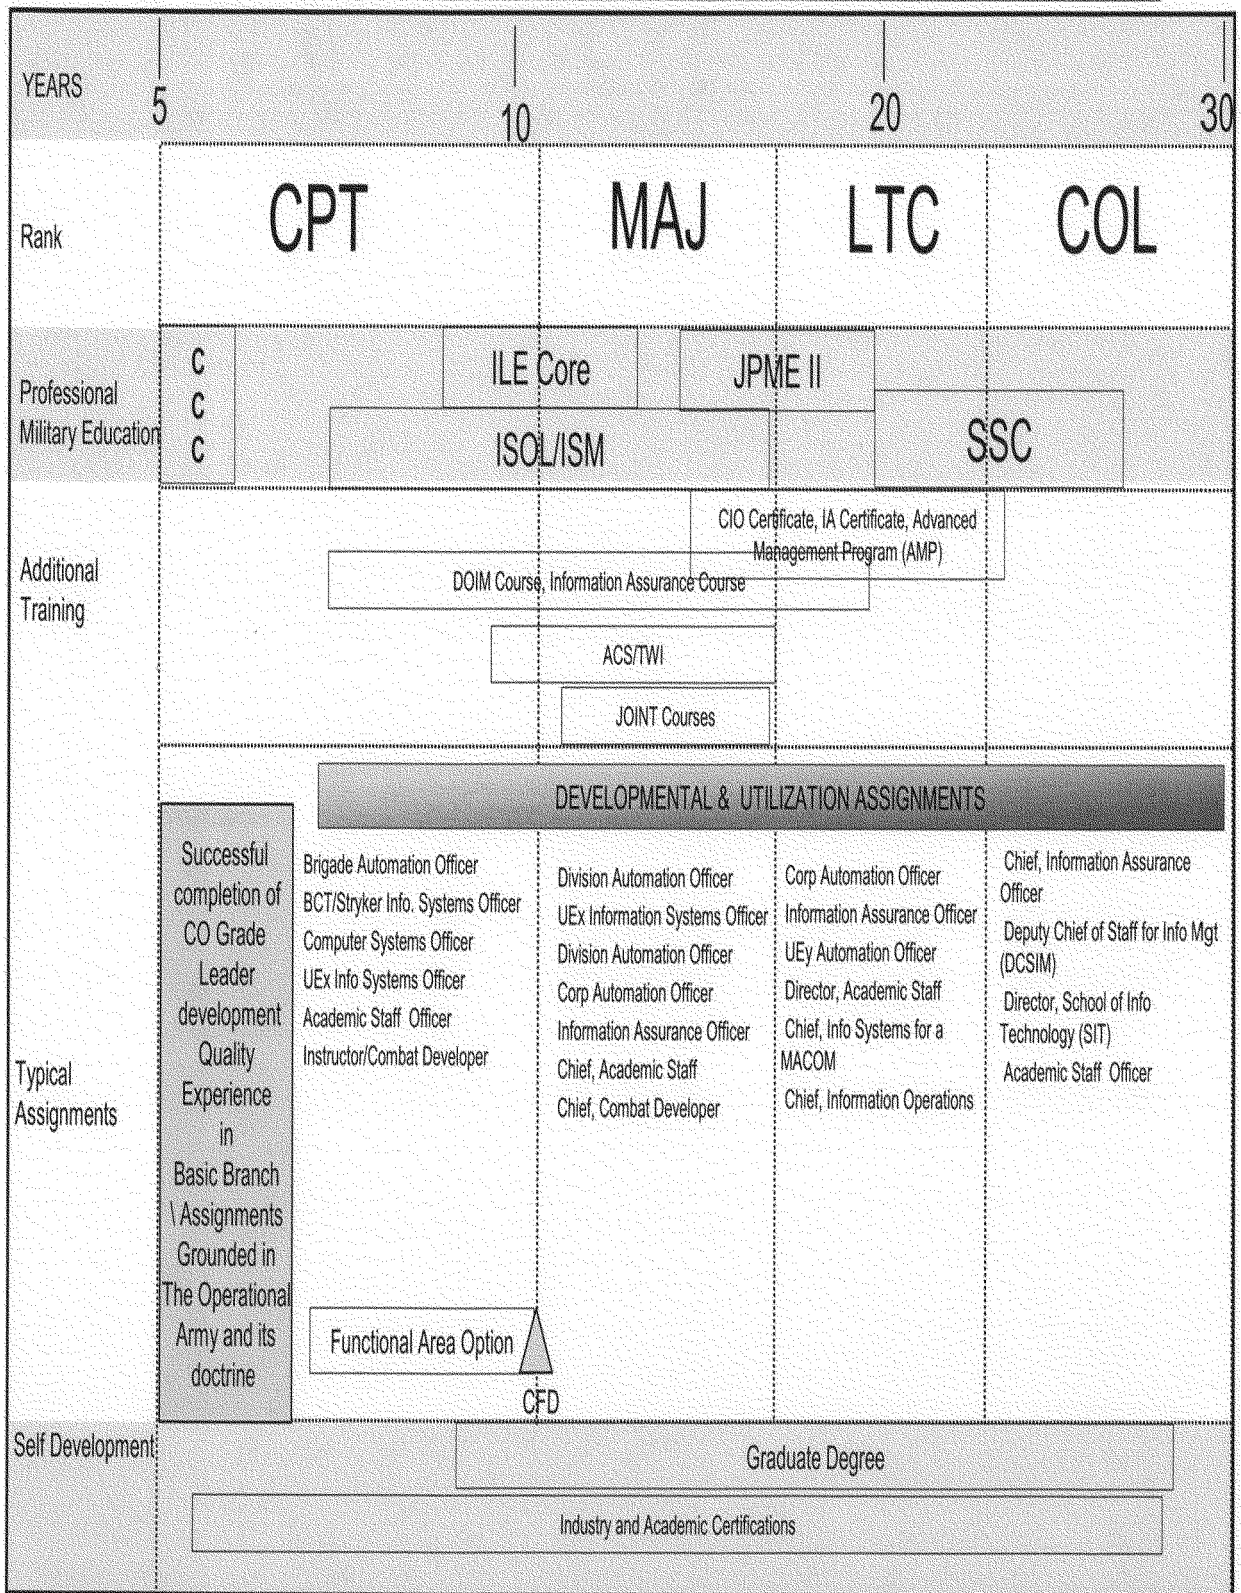 YEARS
5
10
20
30
Rank
CPT
MAJ
LTC
COL
Professional
Military Education
C
C
C
ILE Core
JPME II
ISOL/ISM
SSC
Additional
Training
CIO Certificate, IA Certificate, Advanced
Management Program (AMP)
DOIM Course, Information Assurance Course
ACS/TWI
JOINT Courses
DEVELOPMENTAL & UTILIZATION ASSIGNMENTS
Typical
Assignments
Successful
completion of
CO Grade
Leader
development
Quality
Experience
in
Basic Branch
\ Assignments
Grounded in
The Operational
Army and its
doctrine
Brigade Automation Officer
BCT/Stryker Info. Systems Officer
Computer Systems Officer
UEx Info Systems Officer
Academic Staff Officer
Instructor/Combat Developer
Division Automation Officer
UEx Information Systems Officer
Division Automation Officer
Corp Automation Officer
Information Assurance Officer
Chief, Academic Staff
Chief, Combat Developer
Corp Automation Officer
Information Assurance Officer
UEy Automation Officer
Director, Academic Staff
Chief, Info Systems for a
MACOM
Chief, Information Operations
Chief, Information Assurance
Officer
Deputy Chief of Staff for Info Mgt
(DCSIM)
Director, School of Info
Technology (SIT)
Academic Staff Officer
Functional Area Option
CFD
Self Development
Graduate Degree
Industry and Academic Certifications